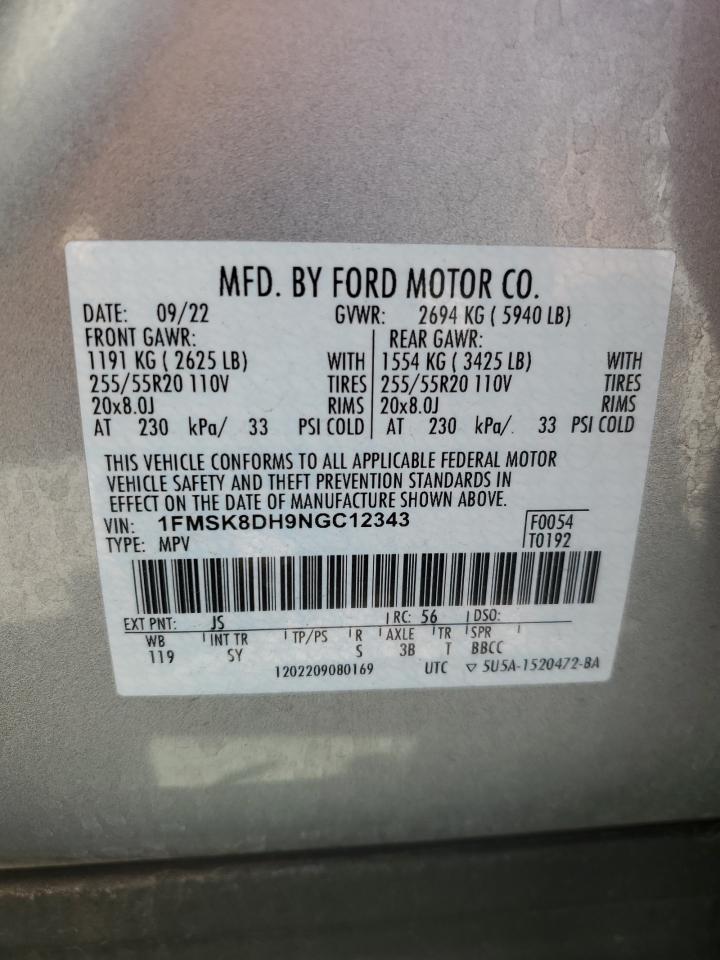 MFD. BY FORD MOTOR CO.
DATE: 09/22 GVWR: 2694 KG ( 5940 LB)
FRONT GAWR: REAR GAWR:
1191 KG ( 2625 LB) WITH 1554 KG ( 3425 LB) WITH
255/55R20 110V TIRES 255/55R20 110V TIRES
20x8.0J RIMS 20x8.0J RIMS
AT 230 kPa/ 33 PSI COLD AT 230 kPa/. 33 PSI COLD
THIS VEHICLE CONFORMS TO ALL APPLICABLE FEDERAL MOTOR
VEHICLE SAFETY AND THEFT PREVENTION STANDARDS IN
EFFECT ON THE DATE OF MANUFACTURE SHOWN ABOVE.
VIN: 1FMSK8DH9NGC12343 F0054
TYPE: MPV T0192
EXT PNT: JS RC: 56 DSO:
WB INT TR TP/PS R AXLE TR SPR
119 SY S 3B T BBCC
1202209080169 UTC ▽ 5U5A-1520472-BA